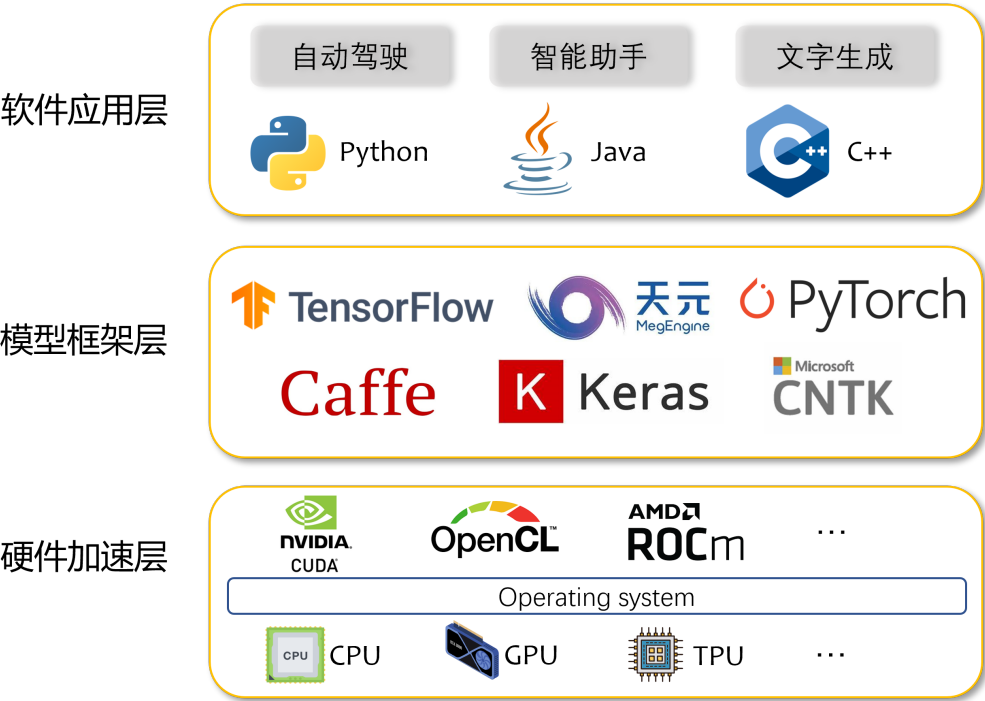 软件应用层
自动驾驶 智能助手 文字生成
Python Java C++
模型框架层
TensorFlow 天元 MegEngine PyTorch
Caffe K Keras Microsoft CNTK
硬件加速层
NVIDIA. CUDA OpenCL™ AMD ROCm ...
Operating system
CPU CPU GPU TPU ...